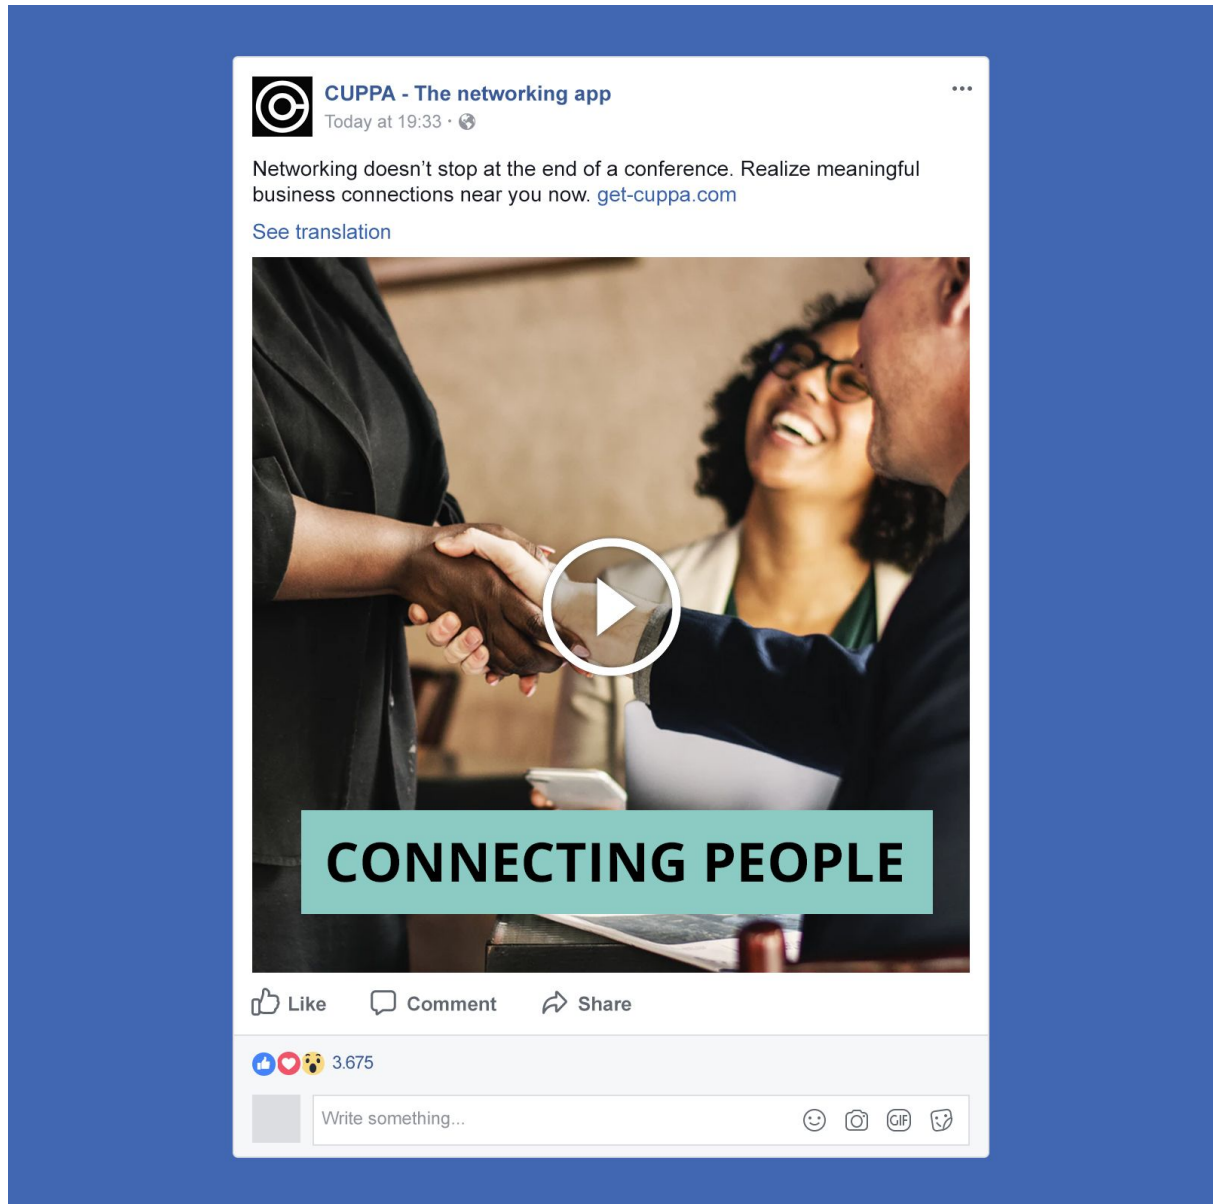 CUPPA - The networking app
Today at 19:33 ·
Networking doesn’t stop at the end of a conference. Realize meaningful
business connections near you now. get-cuppa.com
See translation
CONNECTING PEOPLE
Like Comment Share
3.675
Write something...
GIF